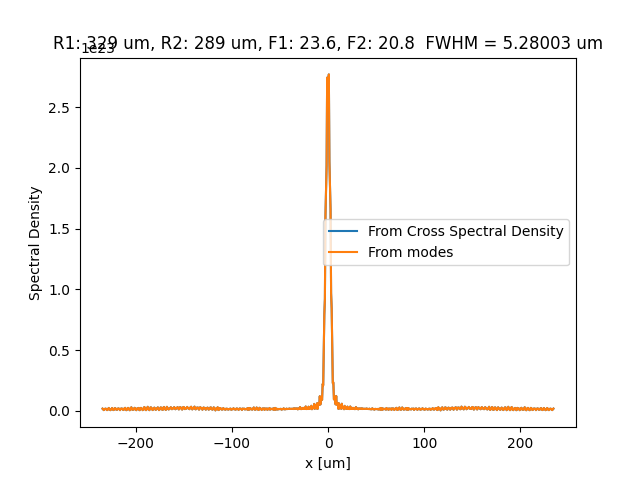 R1: 329 um, R2: 289 um, F1: 23.6, F2: 20.8  FWHM = 5.28003 um
1e23
2.5
2.0
1.5
1.0
0.5
0.0
Spectral Density
From Cross Spectral Density
From modes
−200
−100
0
100
200
x [um]